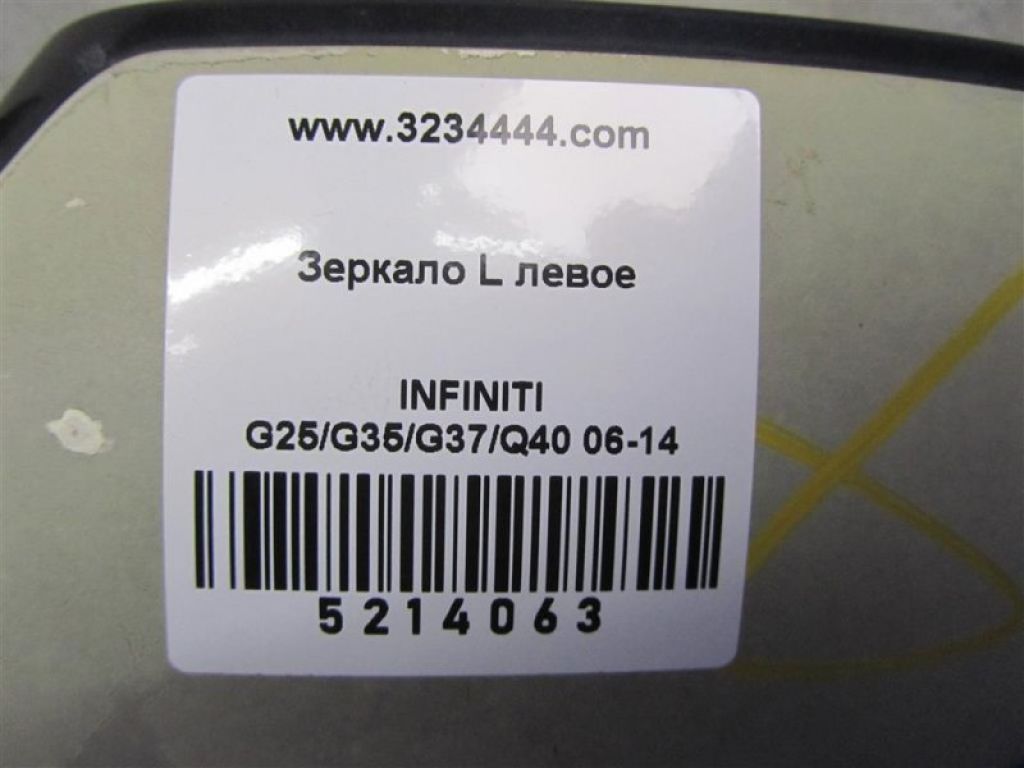 www.3234444.com
Зеркало L левое
INFINITI
G25/G35/G37/Q40 06-14
5214063